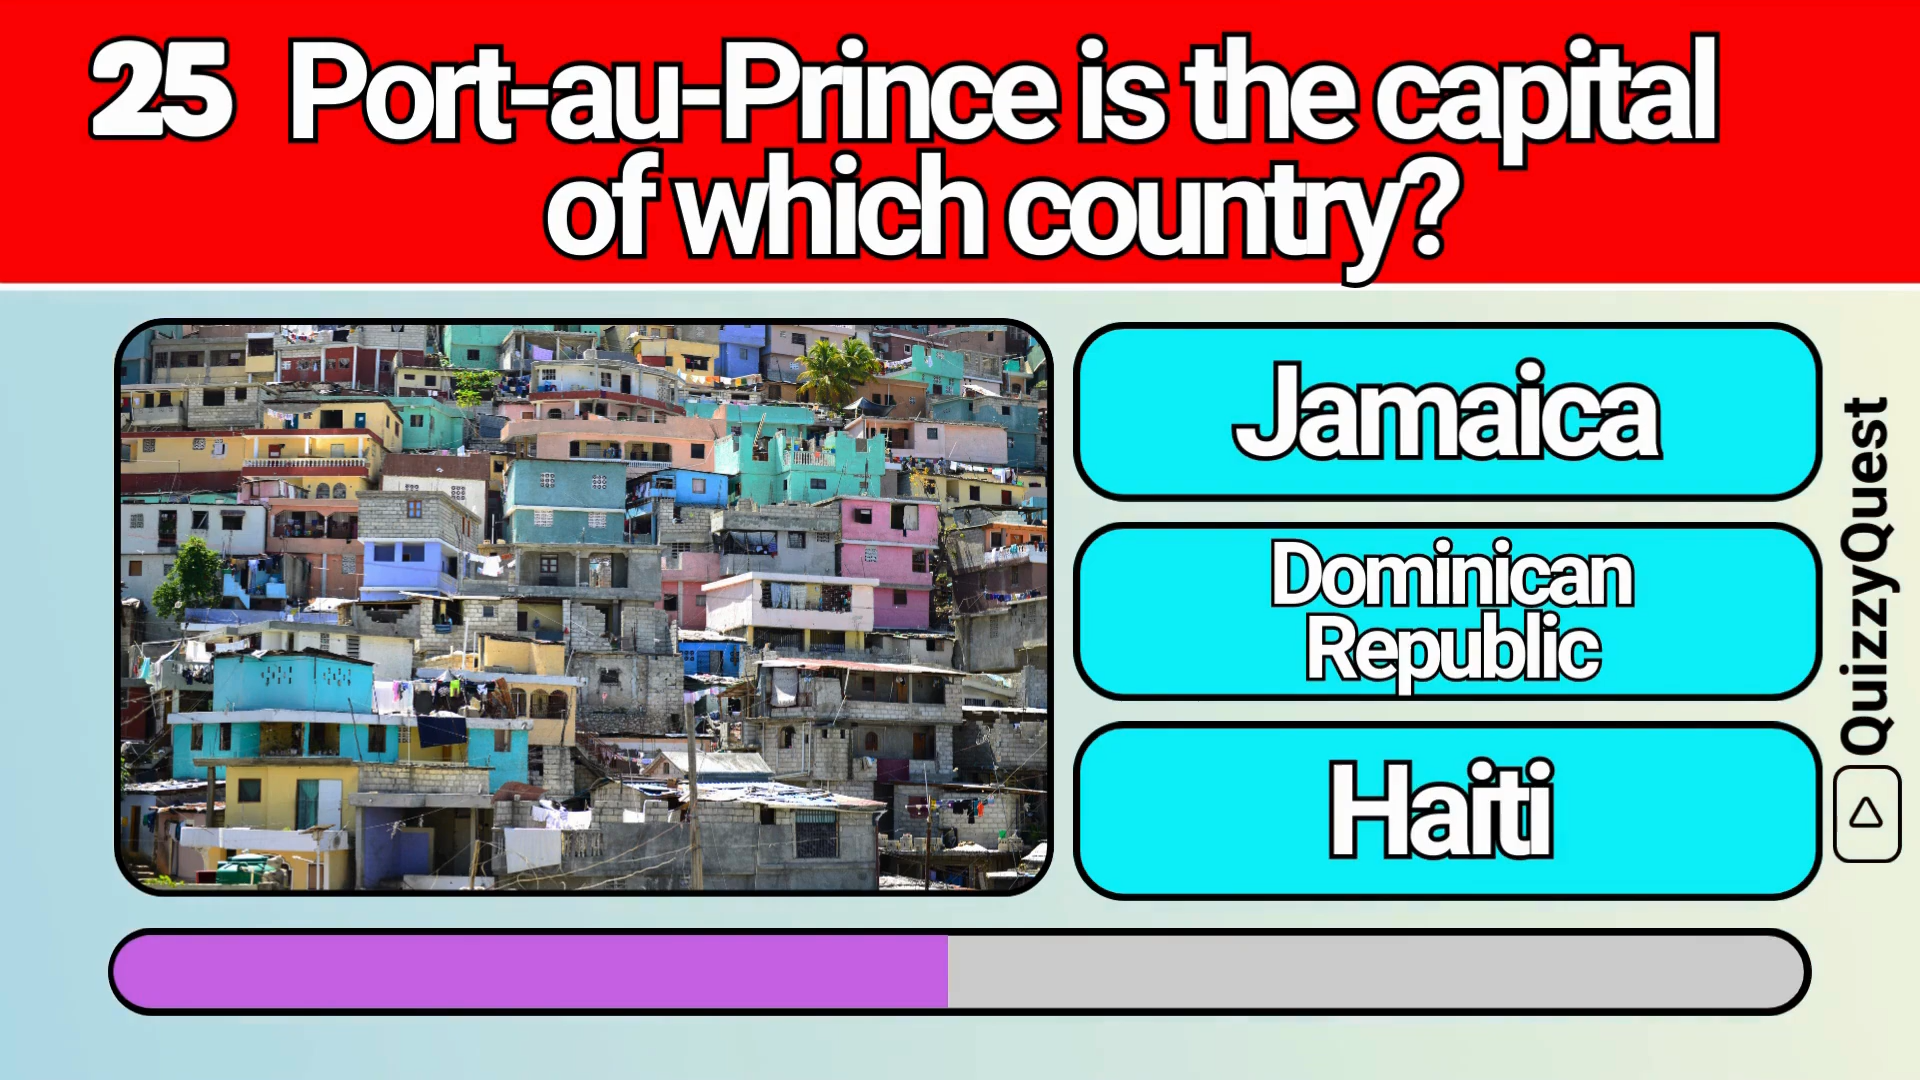 25 Port-au-Prince is the capital
of which country?
Jamaica
Dominican
Republic
Haiti
QuizzyQuest